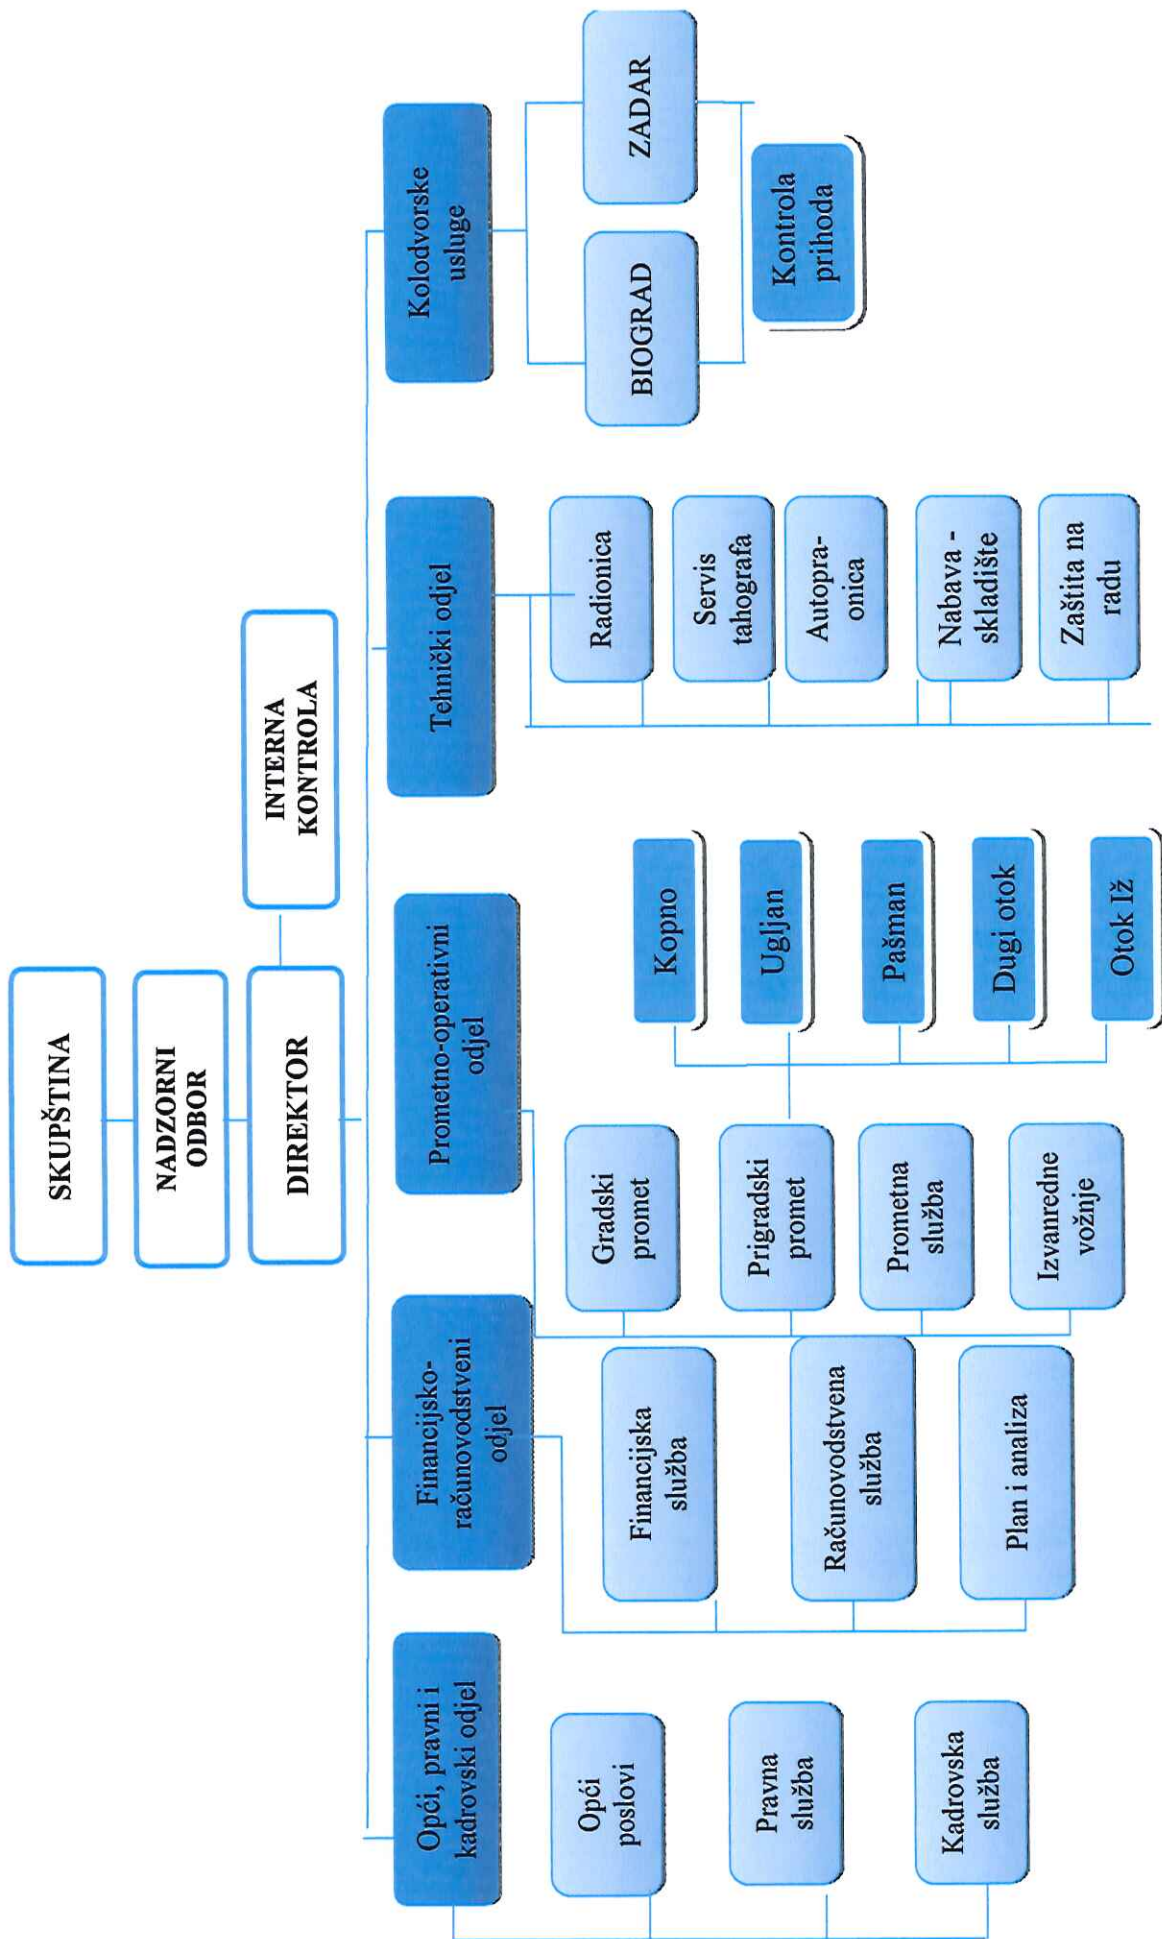 SKUPŠTINA
NADZORNI
ODBOR
DIREKTOR
INTERNA
KONTROLA
Opći, pravni i
kadrovski odjel
Opći
poslovi
Pravna
služba
Kadrovska
služba
Financijsko-
računovodstveni
odjel
Financijska
služba
Računovodstvena
služba
Plan i analiza
Prometno-operativni
odjel
Gradski
promet
Prigradski
promet
Prometna
služba
Izvanredne
vožnje
Kopno
Ugljan
Pašman
Dugi otok
Otok Iž
Tehnički odjel
Radionica
Servis
tahografa
Autopra-
onica
Nabava -
skladište
Zaštita na
radu
Kolodvorske
usluge
BIOGRAD
ZADAR
Kontrola
prihoda